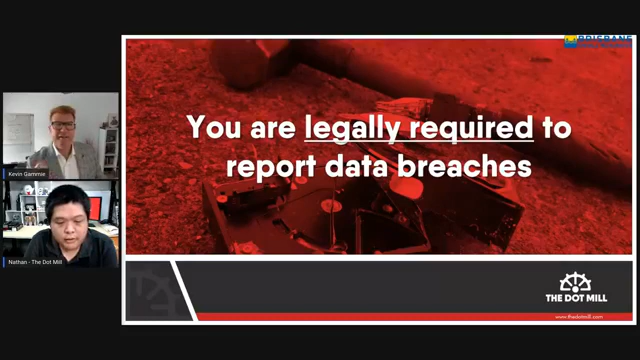 BRISBANE
You are legally required to
report data breaches
Kevin Gammie
Nathan - The Dot Mill
THE DOT MILL
www.thedotmill.com